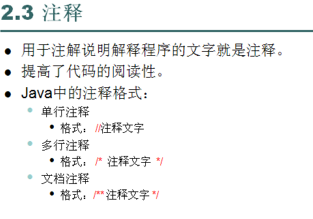 2.3 注释
● 用于注解说明解释程序的文字就是注释。
● 提高了代码的阅读性。
● Java中的注释格式：
● 单行注释
• 格式：//注释文字
● 多行注释
• 格式：/* 注释文字 */
● 文档注释
• 格式：/** 注释文字 */